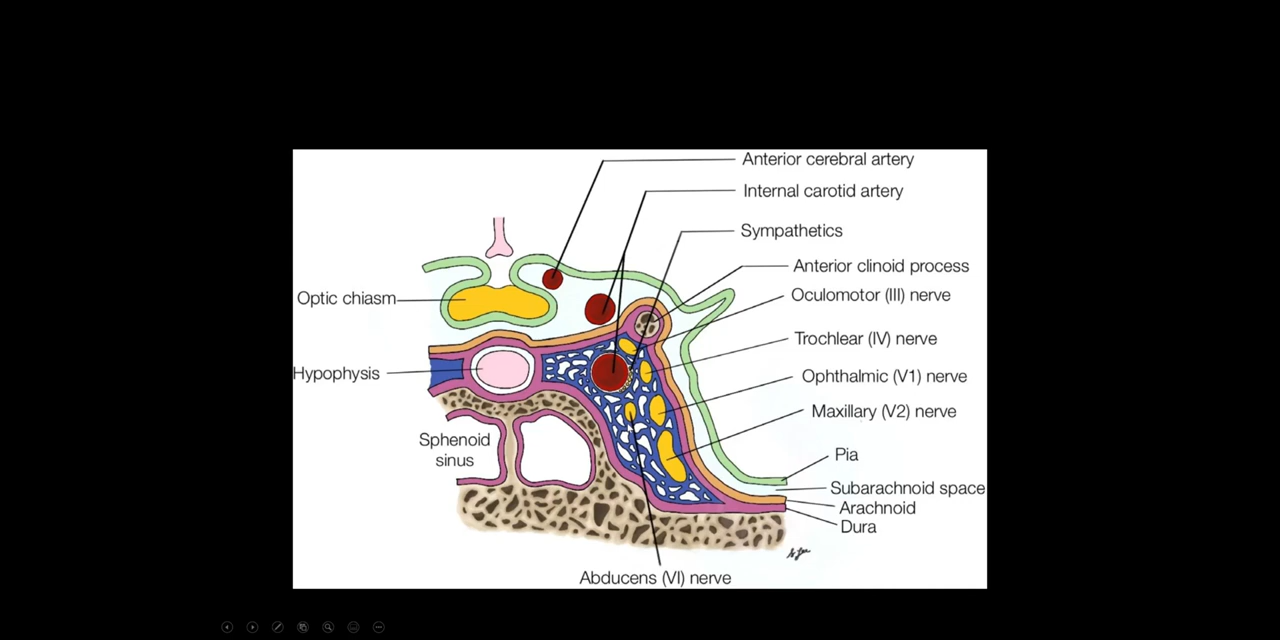 Anterior cerebral artery
Internal carotid artery
Sympathetics
Anterior clinoid process
Oculomotor (III) nerve
Optic chiasm
Trochlear (IV) nerve
Hypophysis
Ophthalmic (V1) nerve
Maxillary (V2) nerve
Sphenoid
sinus
Pia
Subarachnoid space
Arachnoid
Dura
Abducens (VI) nerve